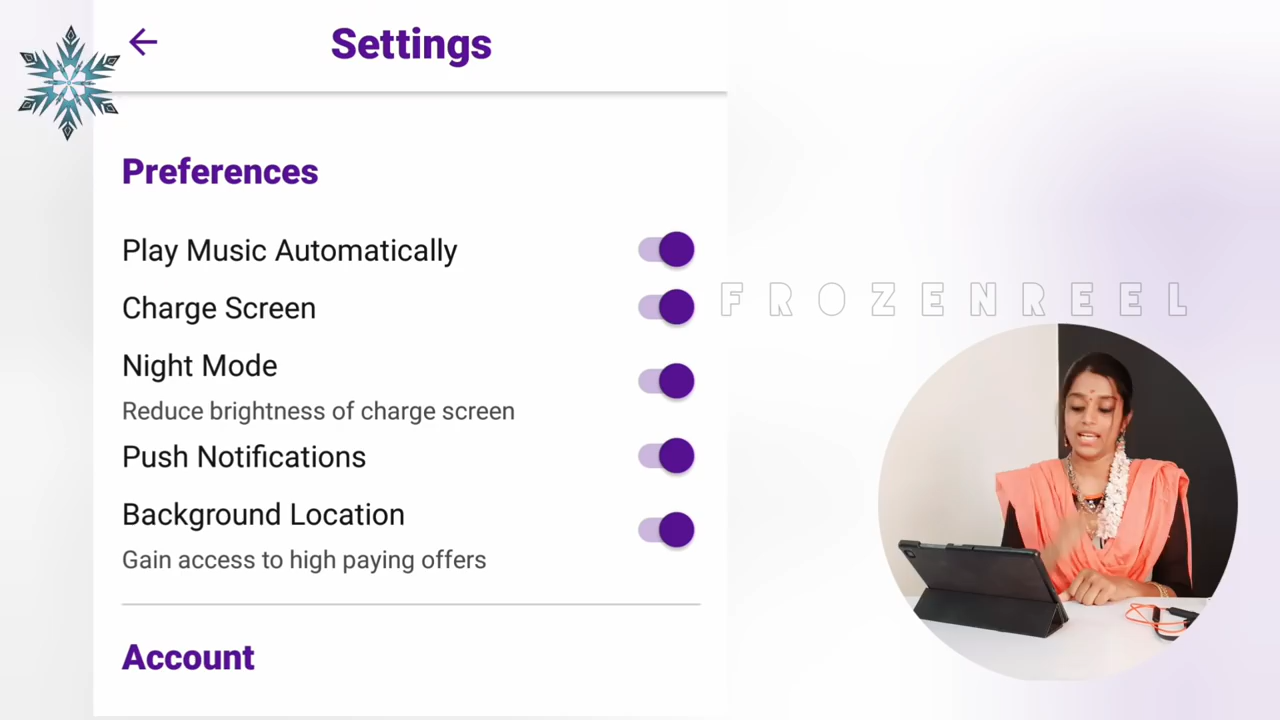 Settings
Preferences
Play Music Automatically
Charge Screen
Night Mode
Reduce brightness of charge screen
Push Notifications
Background Location
Gain access to high paying offers
Account
FROZENREEL